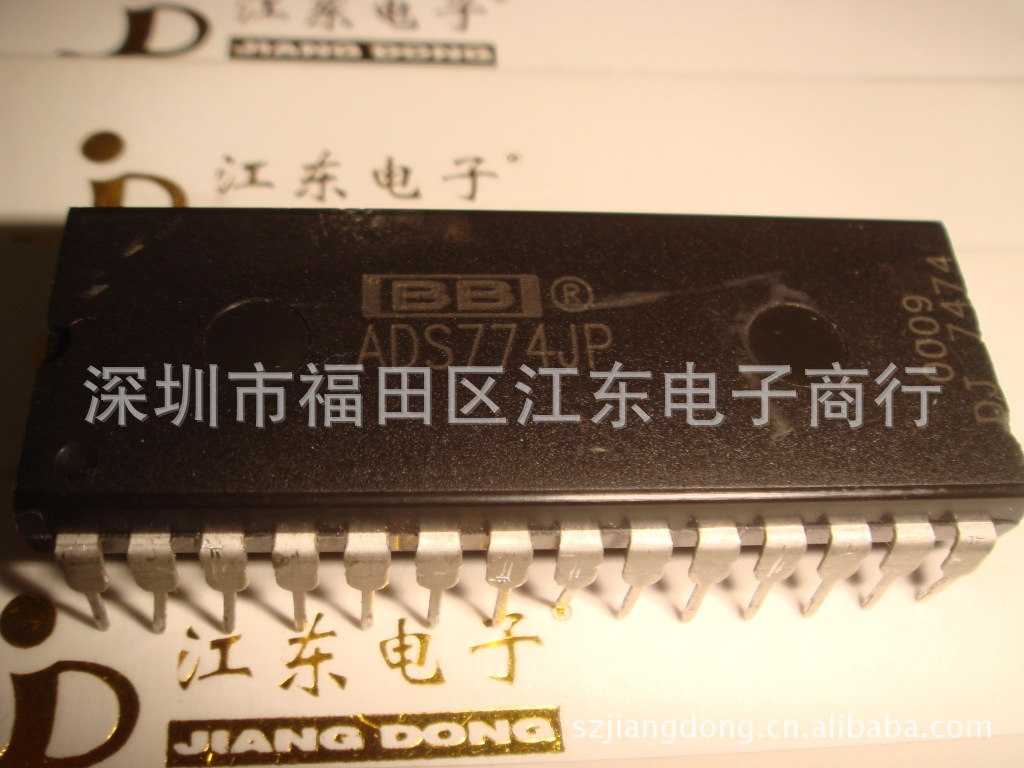 江东电子
JIANG DONG
江东电子
BB ®
ADS774JP
0009
DJ 7474
深圳市福田区江东电子商行
江东电子
JIANG DONG
szjiangdong.cn.alibaba.com